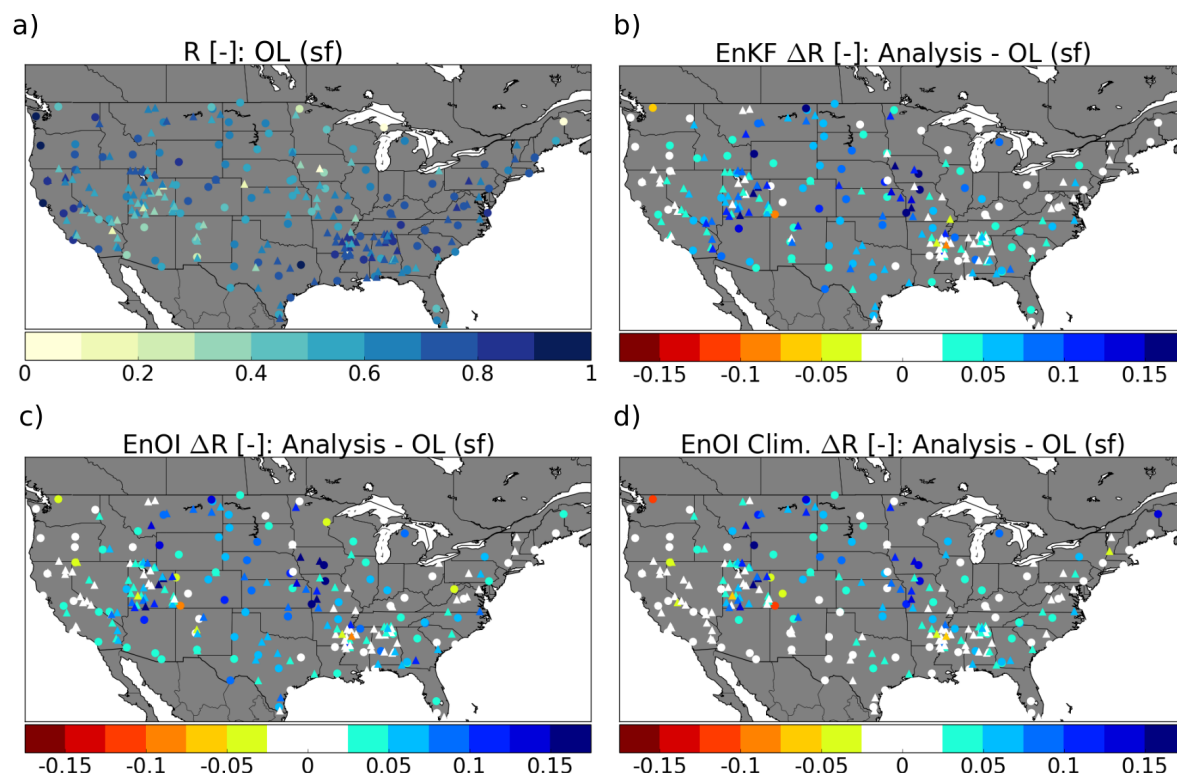 a)
R [-]: OL (sf)
0 0.2 0.4 0.6 0.8 1
b)
EnKF ΔR [-]: Analysis - OL (sf)
-0.15 -0.1 -0.05 0 0.05 0.1 0.15
c)
EnOI ΔR [-]: Analysis - OL (sf)
-0.15 -0.1 -0.05 0 0.05 0.1 0.15
d)
EnOI Clim. ΔR [-]: Analysis - OL (sf)
-0.15 -0.1 -0.05 0 0.05 0.1 0.15